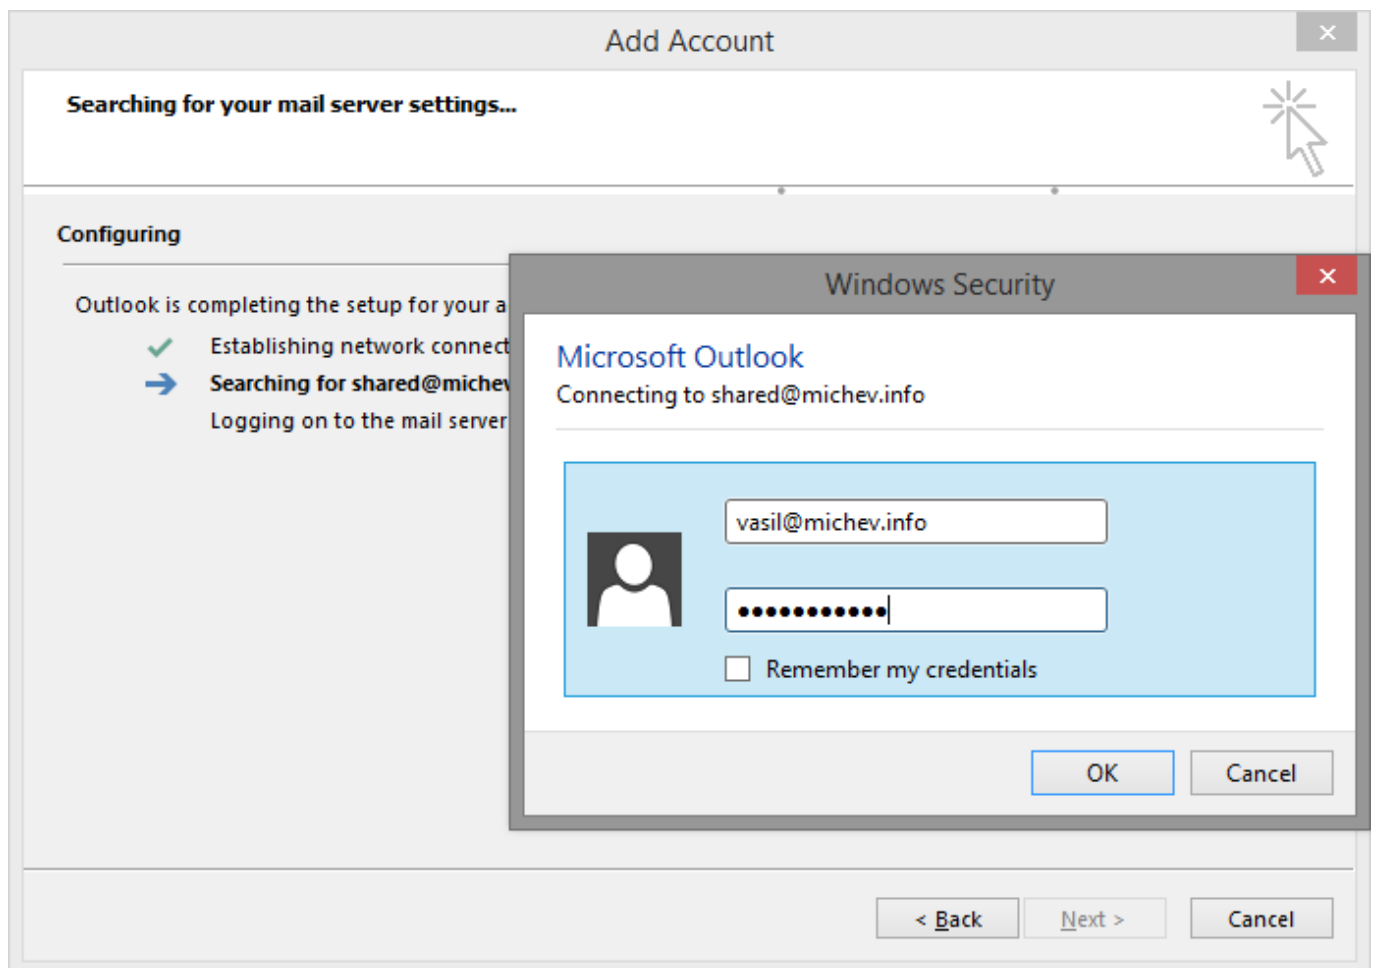 Add Account
Searching for your mail server settings...
Configuring
Outlook is completing the setup for your a
Establishing network connect
Searching for shared@michev
Logging on to the mail server
Windows Security
Microsoft Outlook
Connecting to shared@michev.info
vasil@michev.info
●●●●●●●●●●●
Remember my credentials
OK Cancel
< Back Next > Cancel